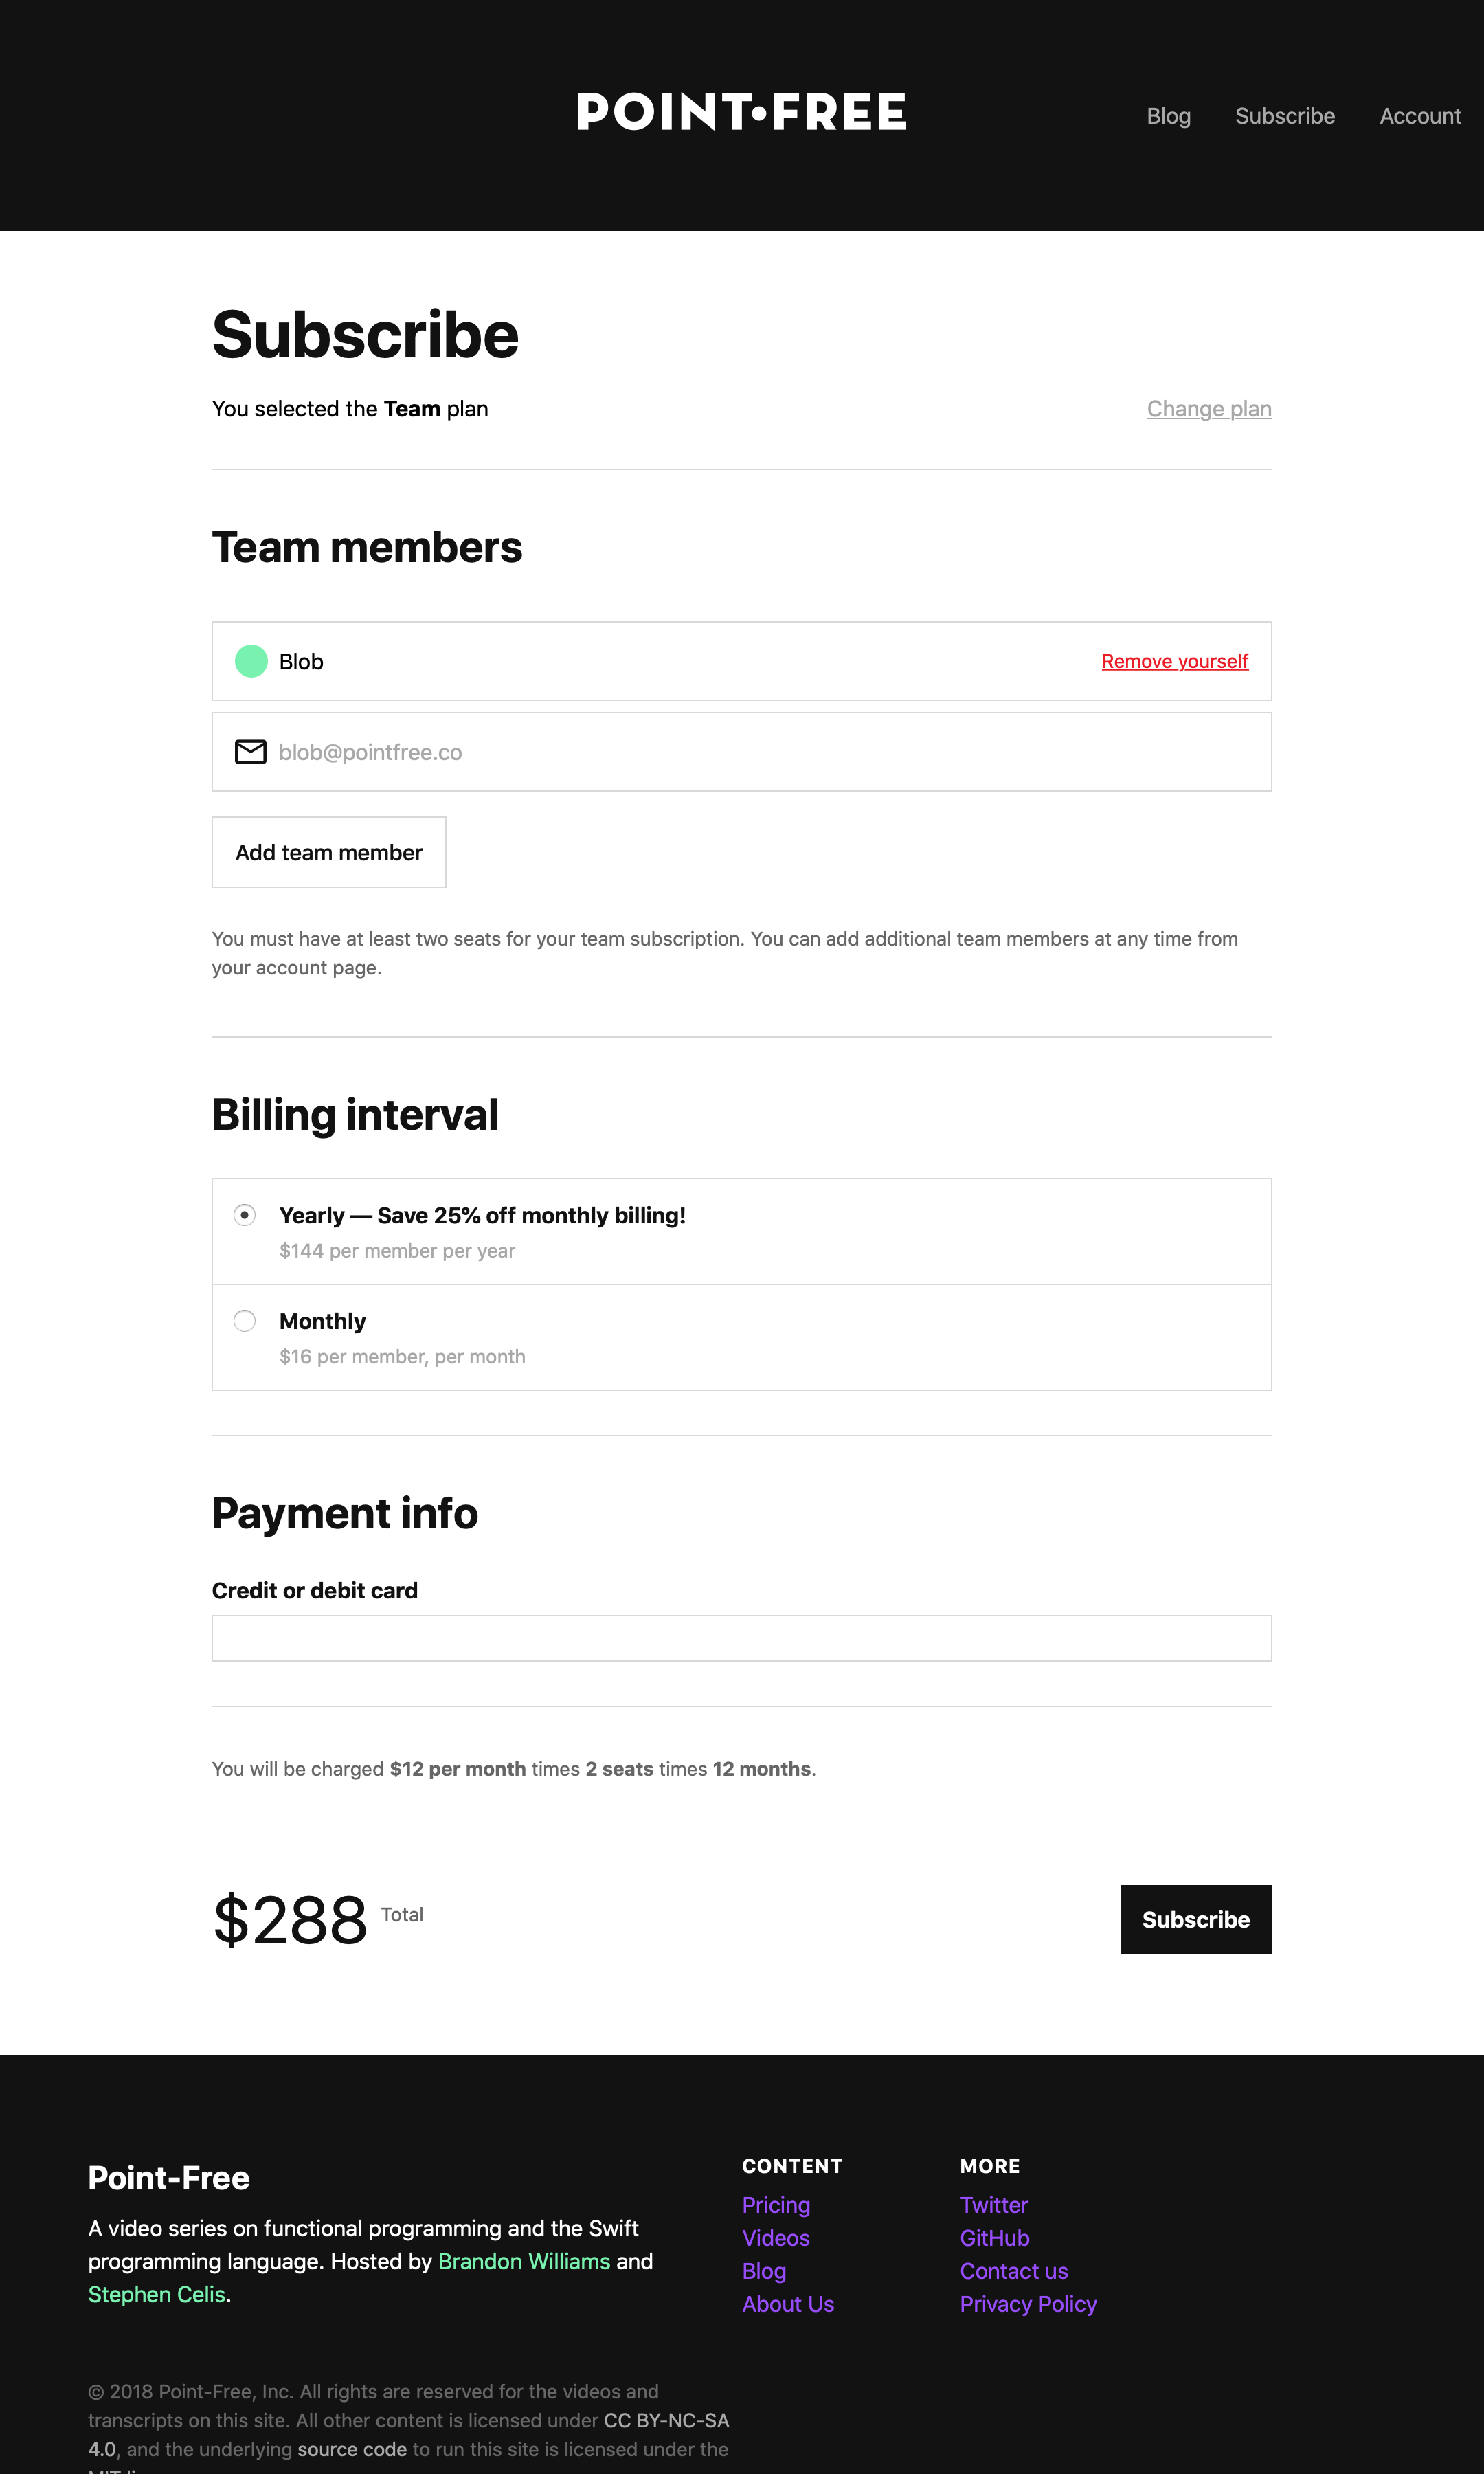 POINT•FREE
Blog Subscribe Account
Subscribe
You selected the Team plan Change plan
Team members
Blob Remove yourself
blob@pointfree.co
Add team member
You must have at least two seats for your team subscription. You can add additional team members at any time from
your account page.
Billing interval
Yearly — Save 25% off monthly billing!
$144 per member per year
Monthly
$16 per member, per month
Payment info
Credit or debit card
You will be charged $12 per month times 2 seats times 12 months.
$288 Total
Subscribe
Point-Free
A video series on functional programming and the Swift
programming language. Hosted by Brandon Williams and
Stephen Celis.
CONTENT
Pricing
Videos
Blog
About Us
MORE
Twitter
GitHub
Contact us
Privacy Policy
© 2018 Point-Free, Inc. All rights are reserved for the videos and
transcripts on this site. All other content is licensed under CC BY-NC-SA
4.0, and the underlying source code to run this site is licensed under the